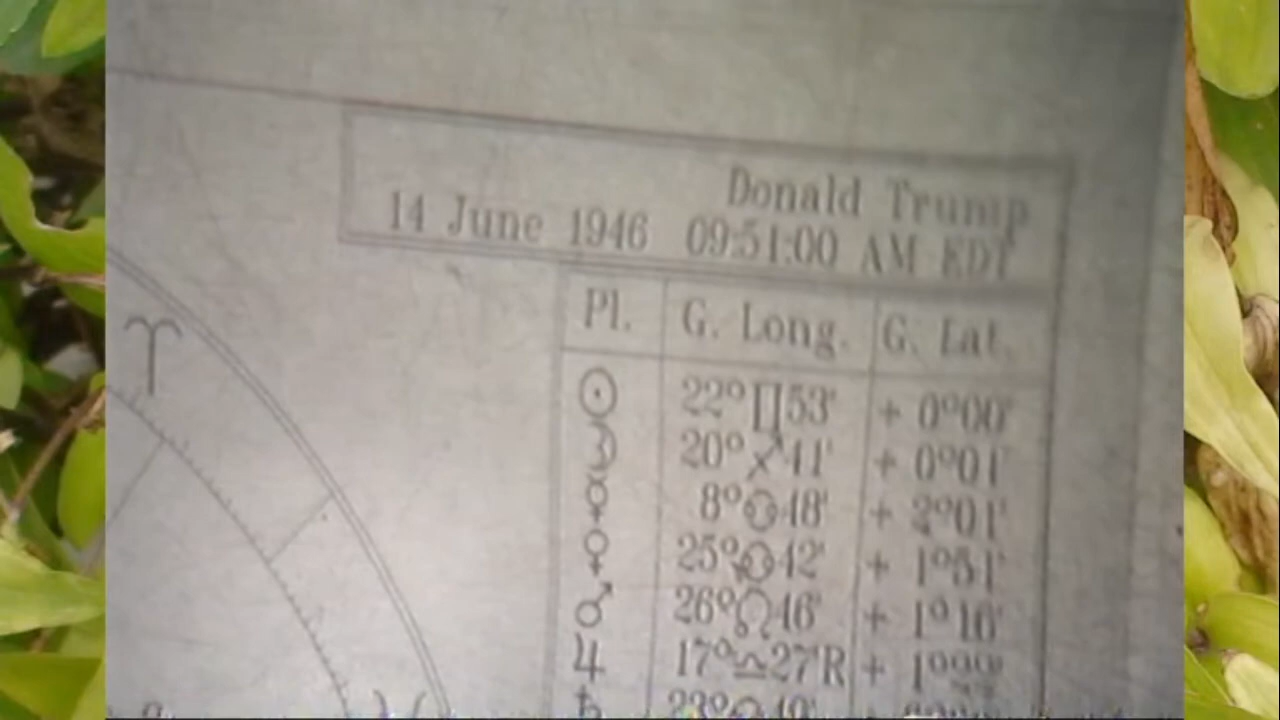 Donald Trump
14 June 1946 09:51:00 AM EDT
Pl. G. Long. G. Lat.
☉ 22°♊53' + 0°00'
☽ 20°♐41' + 0°01'
☿ 8°♋48' + 2°01'
♀ 25°♋42' + 1°51'
♂ 26°♌46' + 1°16'
♃ 17°♎27'R +
♄
♈